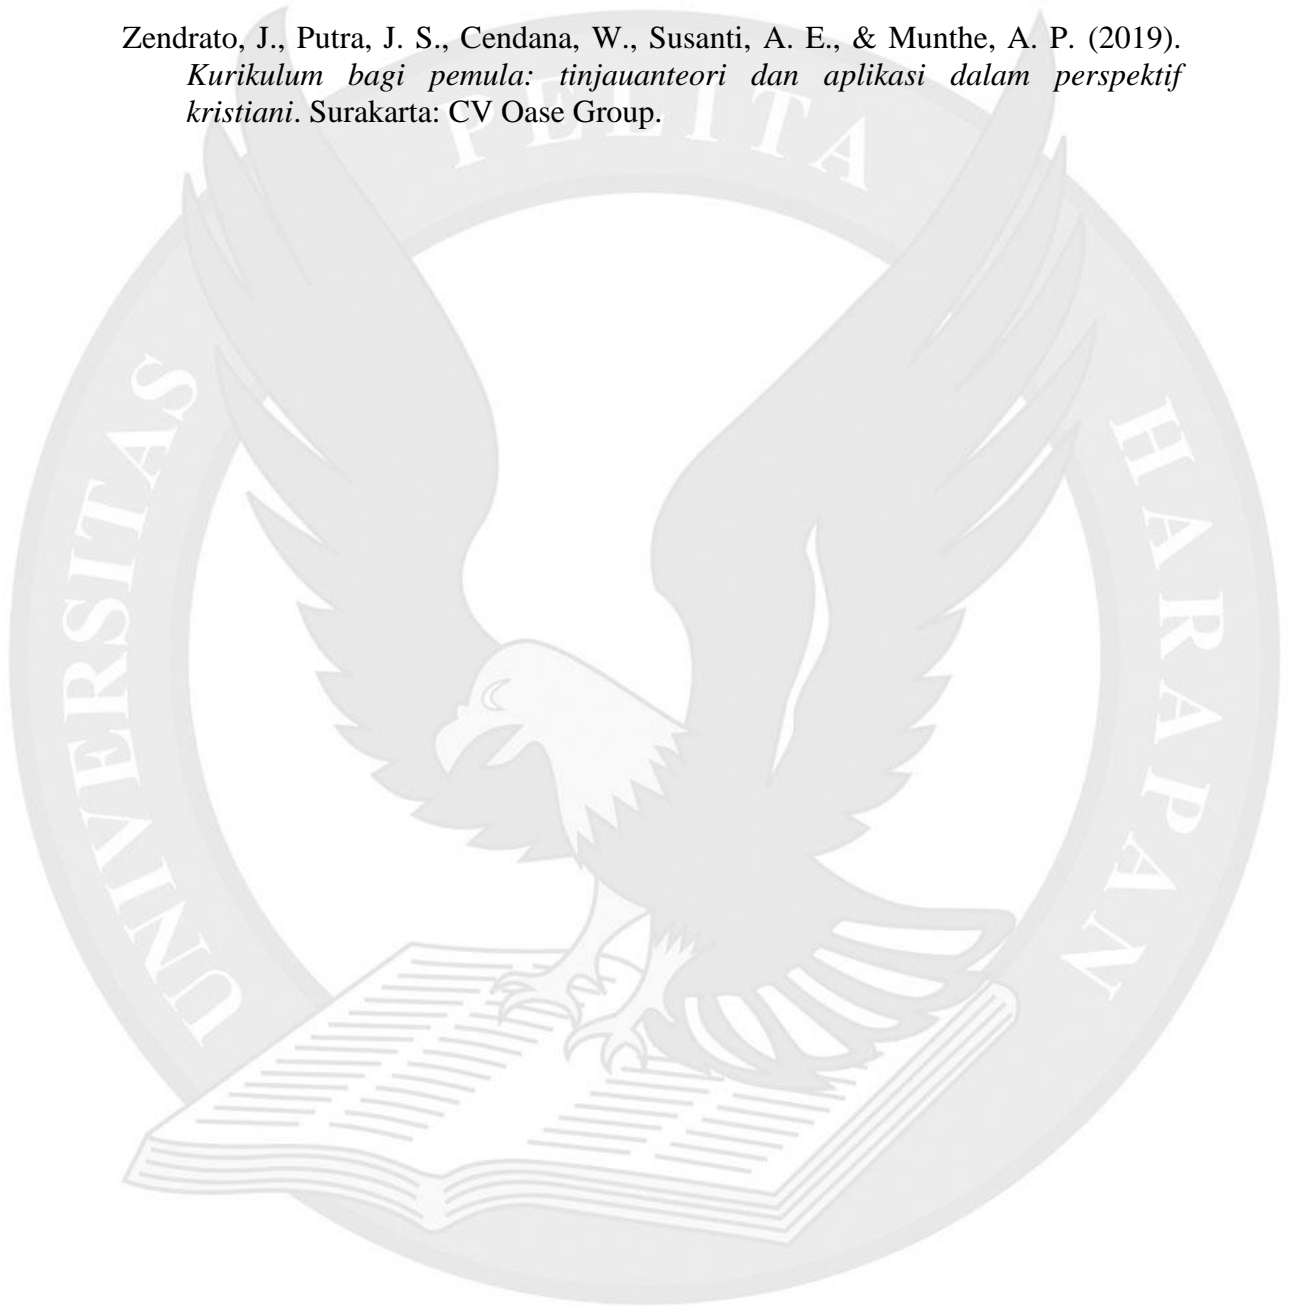 Zendrato, J., Putra, J. S., Cendana, W., Susanti, A. E., & Munthe, A. P. (2019).
Kurikulum bagi pemula: tinjauanteori dan aplikasi dalam perspektif
kristiani. Surakarta: CV Oase Group.
UNIVERSITAS PELITA HARAPAN